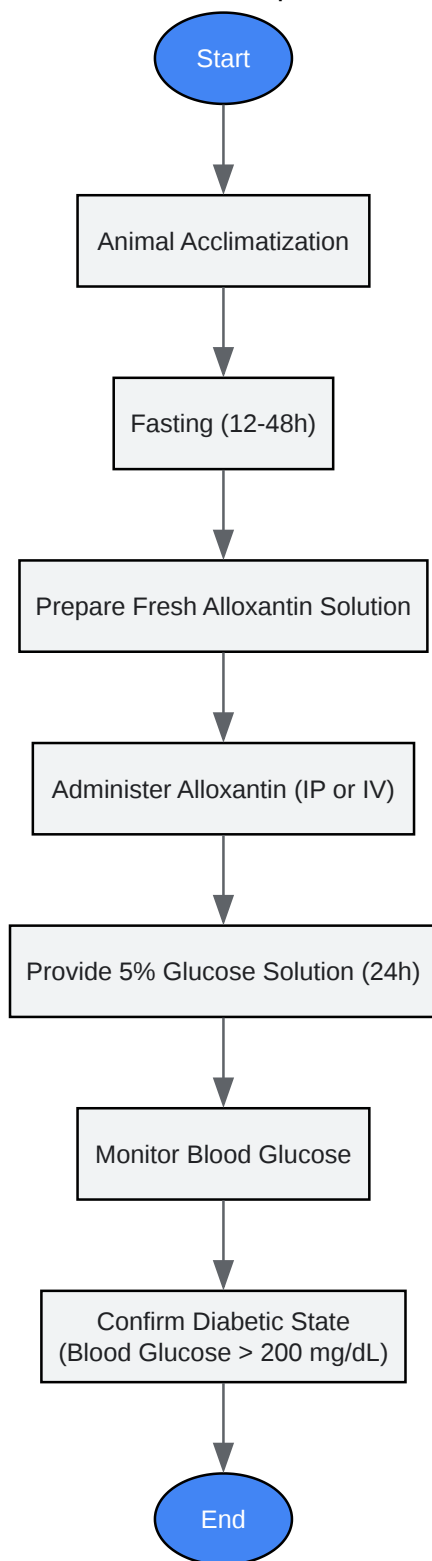 Start
Animal Acclimatization
Fasting (12-48h)
Prepare Fresh Alloxantin Solution
Administer Alloxantin (IP or IV)
Provide 5% Glucose Solution (24h)
Monitor Blood Glucose
Confirm Diabetic State
(Blood Glucose > 200 mg/dL)
End